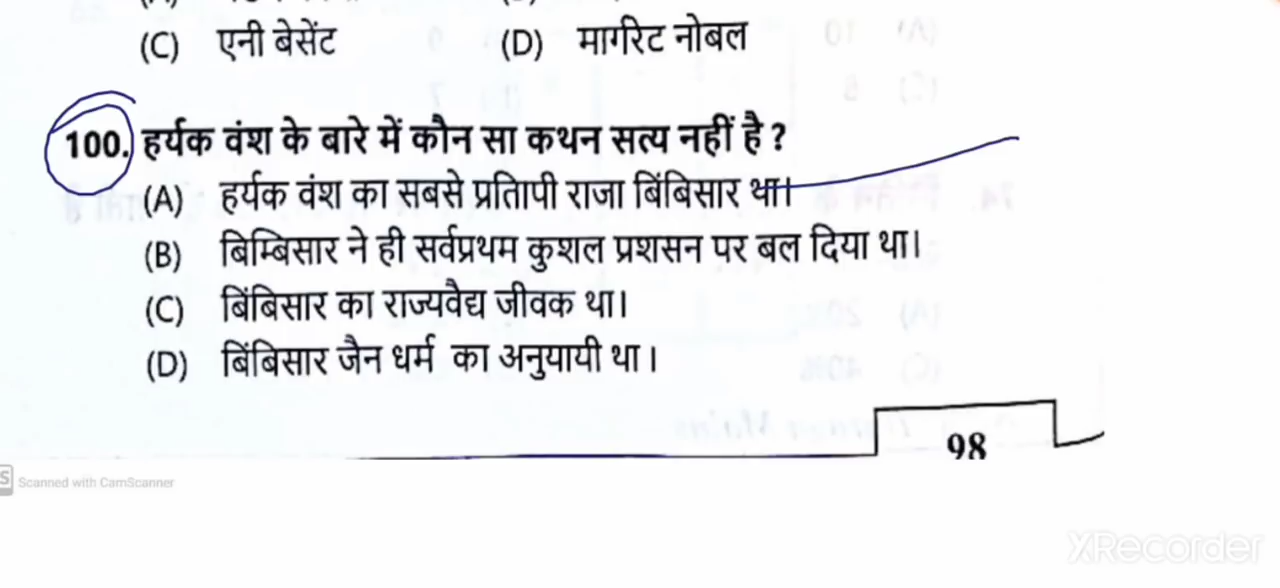 (C) एनी बेसेंट (D) मार्गरिट नोबल
100. हर्यक वंश के बारे में कौन सा कथन सत्य नहीं है ?
(A) हर्यक वंश का सबसे प्रतिापी राजा बिंबिसार था।
(B) बिम्बिसार ने ही सर्वप्रथम कुशल प्रशसन पर बल दिया था।
(C) बिंबिसार का राज्यवैद्य जीवक था।
(D) बिंबिसार जैन धर्म का अनुयायी था।
98
S Scanned with CamScanner
XRecorder